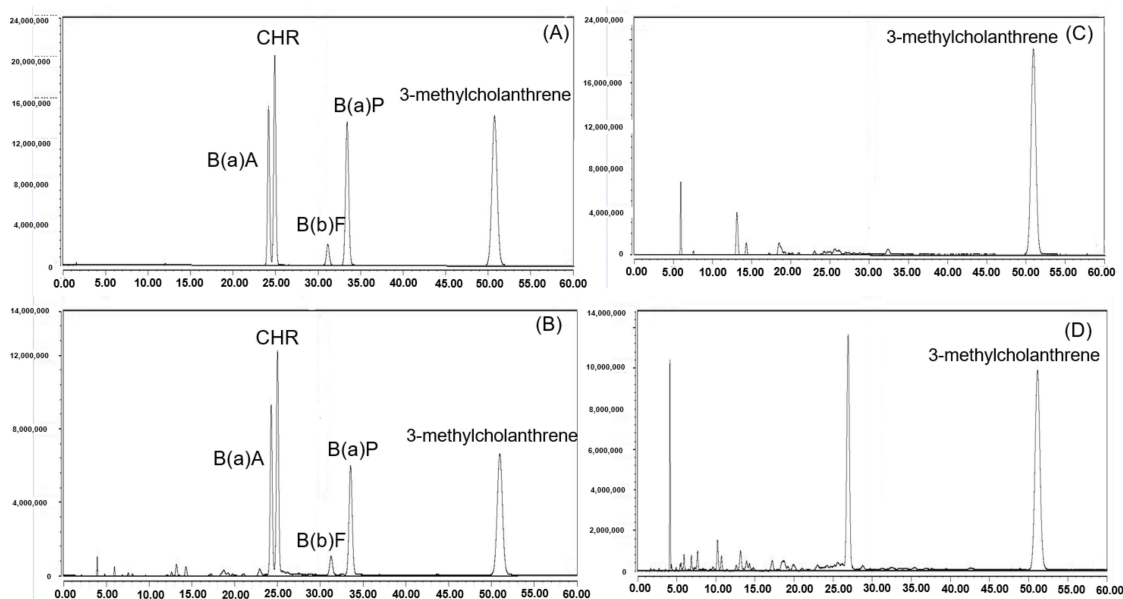 24,000,000
20,000,000
16,000,000
12,000,000
8,000,000
4,000,000
0
CHR
(A)
B(a)A
B(b)F
B(a)P
3-methylcholanthrene
0.00 5.00 10.00 15.00 20.00 25.00 30.00 35.00 40.00 45.00 50.00 55.00 60.00
24,000,000
20,000,000
16,000,000
12,000,000
8,000,000
4,000,000
0
3-methylcholanthrene (C)
0.00 5.00 10.00 15.00 20.00 25.00 30.00 35.00 40.00 45.00 50.00 55.00 60.00
14,000,000
12,000,000
8,000,000
4,000,000
0
CHR
(B)
B(a)A
B(b)F
B(a)P
3-methylcholanthrene
0.00 5.00 10.00 15.00 20.00 25.00 30.00 35.00 40.00 45.00 50.00 55.00 60.00
14,000,000
10,000,000
8,000,000
6,000,000
4,000,000
2,000,000
0
(D)
3-methylcholanthrene
0.00 5.00 10.00 15.00 20.00 25.00 30.00 35.00 40.00 45.00 50.00 55.00 60.00